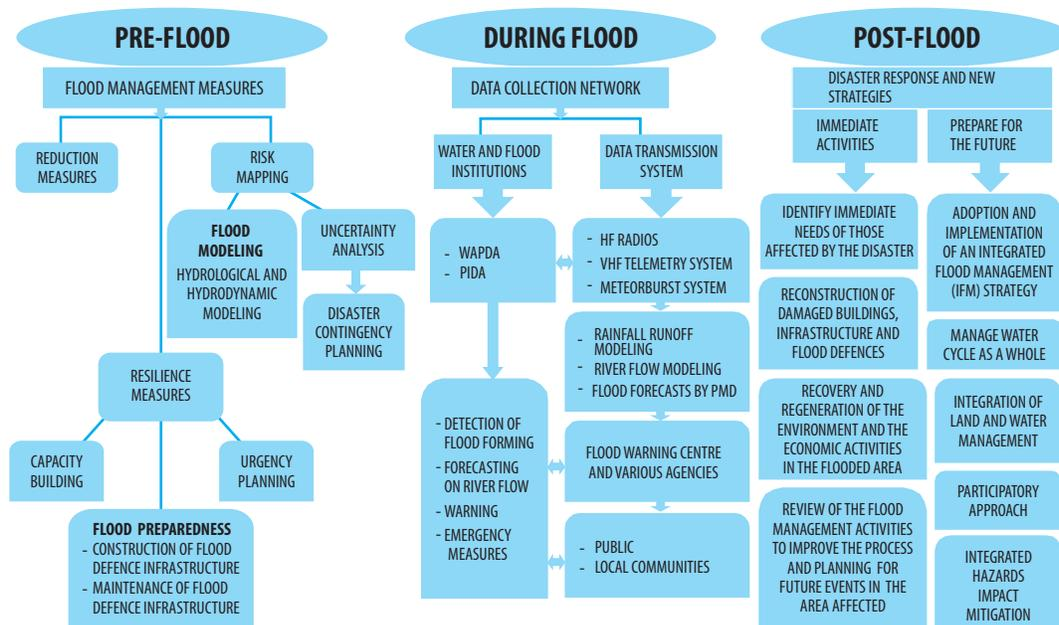 PRE-FLOOD
FLOOD MANAGEMENT MEASURES
REDUCTION
MEASURES
RISK
MAPPING
FLOOD
MODELING
HYDROLOGICAL AND
HYDRODYNAMIC
MODELING
UNCERTAINTY
ANALYSIS
DISASTER
CONTINGENCY
PLANNING
RESILIENCE
MEASURES
CAPACITY
BUILDING
URGENCY
PLANNING
FLOOD PREPAREDNESS
- CONSTRUCTION OF FLOOD
DEFENCE INFRASTRUCTURE
- MAINTENANCE OF FLOOD
DEFENCE INFRASTRUCTURE
DURING FLOOD
DATA COLLECTION NETWORK
WATER AND FLOOD
INSTITUTIONS
DATA TRANSMISSION
SYSTEM
- WAPDA
- PIDA
- HF RADIOS
- VHF TELEMETRY SYSTEM
- METEORBURST SYSTEM
- RAINFALL RUNOFF
MODELING
- RIVER FLOW MODELING
- FLOOD FORECASTS BY PMD
- DETECTION OF
FLOOD FORMING
- FORECASTING
ON RIVER FLOW
- WARNING
- EMERGENCY
MEASURES
FLOOD WARNING CENTRE
AND VARIOUS AGENCIES
- PUBLIC
- LOCAL COMMUNITIES
POST-FLOOD
DISASTER RESPONSE AND NEW
STRATEGIES
IMMEDIATE
ACTIVITIES
PREPARE FOR
THE FUTURE
IDENTIFY IMMEDIATE
NEEDS OF THOSE
AFFECTED BY THE DISASTER
RECONSTRUCTION OF
DAMAGED BUILDINGS,
INFRASTRUCTURE AND
FLOOD DEFENCES
RECOVERY AND
REGENERATION OF THE
ENVIRONMENT AND THE
ECONOMIC ACTIVITIES
IN THE FLOODED AREA
REVIEW OF THE FLOOD
MANAGEMENT ACTIVITIES
TO IMPROVE THE PROCESS
AND PLANNING FOR
FUTURE EVENTS IN THE
AREA AFFECTED
ADOPTION AND
IMPLEMENTATION
OF AN INTEGRATED
FLOOD MANAGEMENT
(IFM) STRATEGY
MANAGE WATER
CYCLE AS A WHOLE
INTEGRATION OF
LAND AND WATER
MANAGEMENT
PARTICIPATORY
APPROACH
INTEGRATED
HAZARDS
IMPACT
MITIGATION